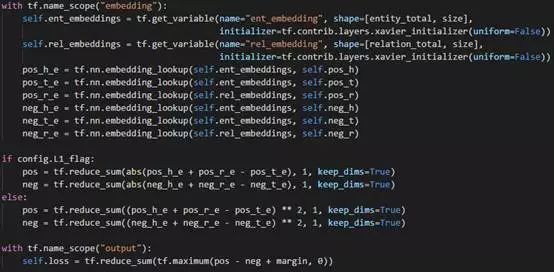 with tf.name_scope("embedding"):
    self.ent_embeddings = tf.get_variable(name="ent_embedding", shape=[entity_total, size],
                                          initializer=tf.contrib.layers.xavier_initializer(uniform=False))
    self.rel_embeddings = tf.get_variable(name="rel_embedding", shape=[relation_total, size],
                                          initializer=tf.contrib.layers.xavier_initializer(uniform=False))
    pos_h_e = tf.nn.embedding_lookup(self.ent_embeddings, self.pos_h)
    pos_t_e = tf.nn.embedding_lookup(self.ent_embeddings, self.pos_t)
    pos_r_e = tf.nn.embedding_lookup(self.rel_embeddings, self.pos_r)
    neg_h_e = tf.nn.embedding_lookup(self.ent_embeddings, self.neg_h)
    neg_t_e = tf.nn.embedding_lookup(self.ent_embeddings, self.neg_t)
    neg_r_e = tf.nn.embedding_lookup(self.rel_embeddings, self.neg_r)

if config.L1_flag:
    pos = tf.reduce_sum(abs(pos_h_e + pos_r_e - pos_t_e), 1, keep_dims=True)
    neg = tf.reduce_sum(abs(neg_h_e + neg_r_e - neg_t_e), 1, keep_dims=True)
else:
    pos = tf.reduce_sum((pos_h_e + pos_r_e - pos_t_e) ** 2, 1, keep_dims=True)
    neg = tf.reduce_sum((neg_h_e + neg_r_e - neg_t_e) ** 2, 1, keep_dims=True)

with tf.name_scope("output"):
    self.loss = tf.reduce_sum(tf.maximum(pos - neg + margin, 0))